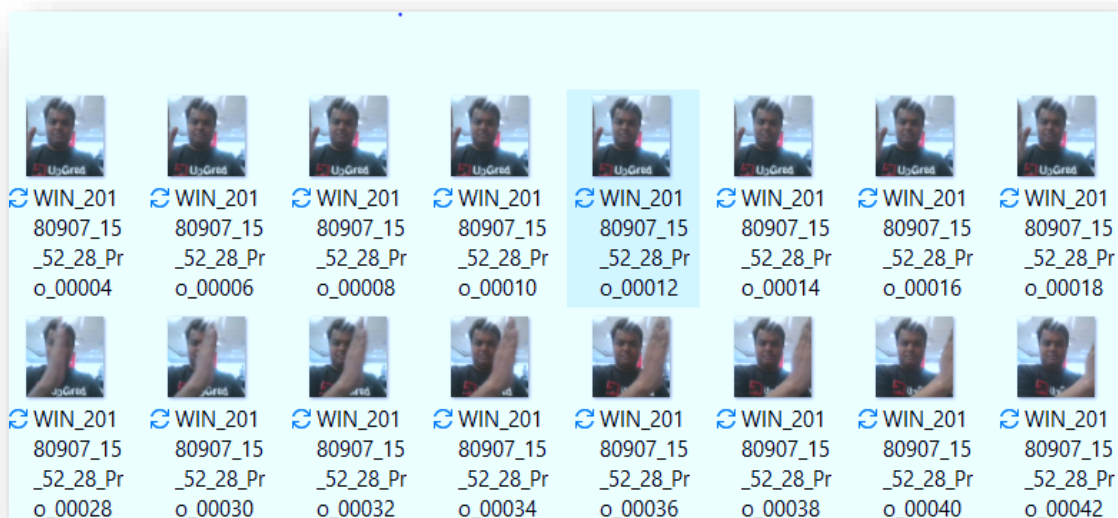 WIN_201 WIN_201 WIN_201 WIN_201 WIN_201 WIN_201 WIN_201 WIN_201
80907_15 80907_15 80907_15 80907_15 80907_15 80907_15 80907_15 80907_15
_52_28_Pr _52_28_Pr _52_28_Pr _52_28_Pr _52_28_Pr _52_28_Pr _52_28_Pr _52_28_Pr
o_00004 o_00006 o_00008 o_00010 o_00012 o_00014 o_00016 o_00018
WIN_201 WIN_201 WIN_201 WIN_201 WIN_201 WIN_201 WIN_201 WIN_201
80907_15 80907_15 80907_15 80907_15 80907_15 80907_15 80907_15 80907_15
_52_28_Pr _52_28_Pr _52_28_Pr _52_28_Pr _52_28_Pr _52_28_Pr _52_28_Pr _52_28_Pr
o_00028 o_00030 o_00032 o_00034 o_00036 o_00038 o_00040 o_00042